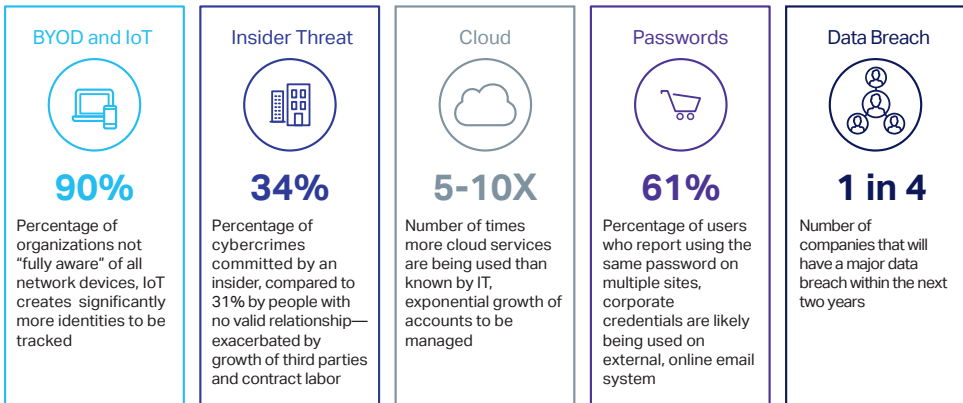 BYOD and IoT
90%
Percentage of
organizations not
“fully aware” of all
network devices, IoT
creates significantly
more identities to be
tracked
Insider Threat
34%
Percentage of
cybercrimes
committed by an
insider, compared to
31% by people with
no valid relationship—
exacerbated by
growth of third parties
and contract labor
Cloud
5-10X
Number of times
more cloud services
are being used than
known by IT,
exponential growth of
accounts to be
managed
Passwords
61%
Percentage of users
who report using the
same password on
multiple sites,
corporate
credentials are likely
being used on
external, online email
system
Data Breach
1 in 4
Number of
companies that will
have a major data
breach within the next
two years